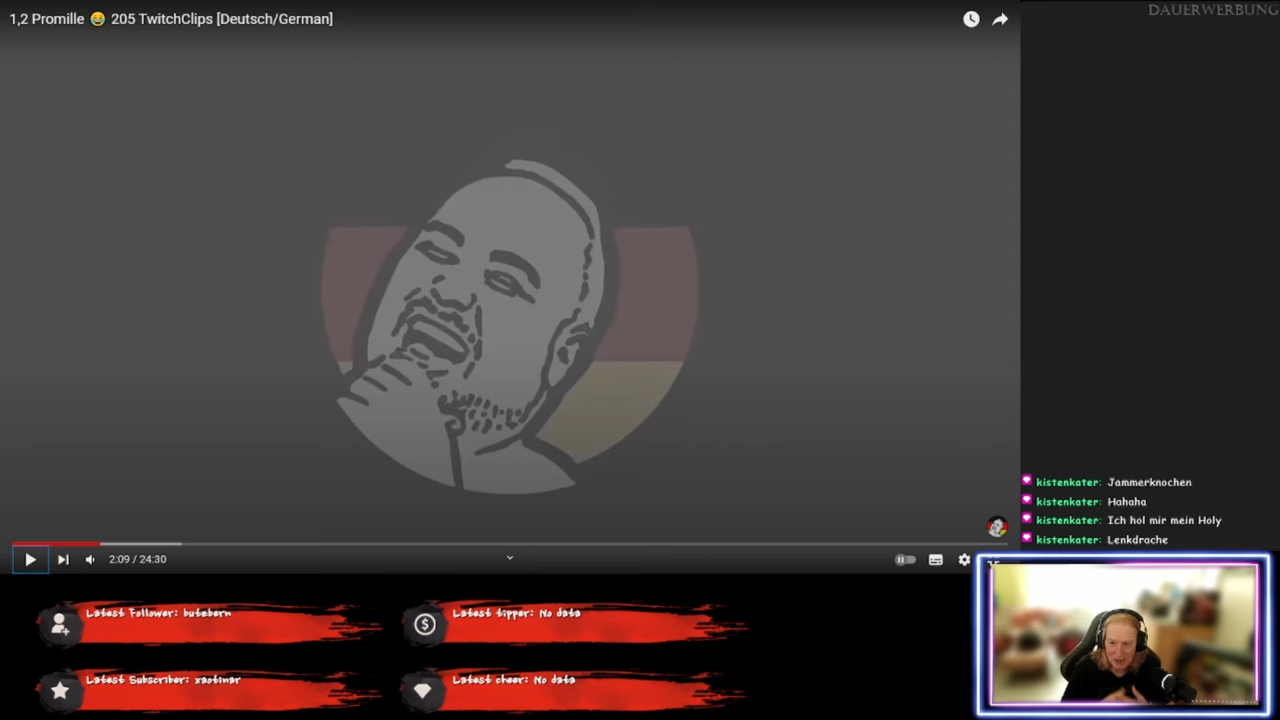 1,2 Promille 😂 205 TwitchClips [Deutsch/German]
DAUERWERBUNG
kistenkater: Jammerknochen
kistenkater: Hahaha
kistenkater: Ich hol mir mein Holy
kistenkater: Lenkdrache
2:09 / 24:30
Latest Follower: butebern
Latest tipper: No data
Latest Subscriber: xaotinar
Latest cheer: No data